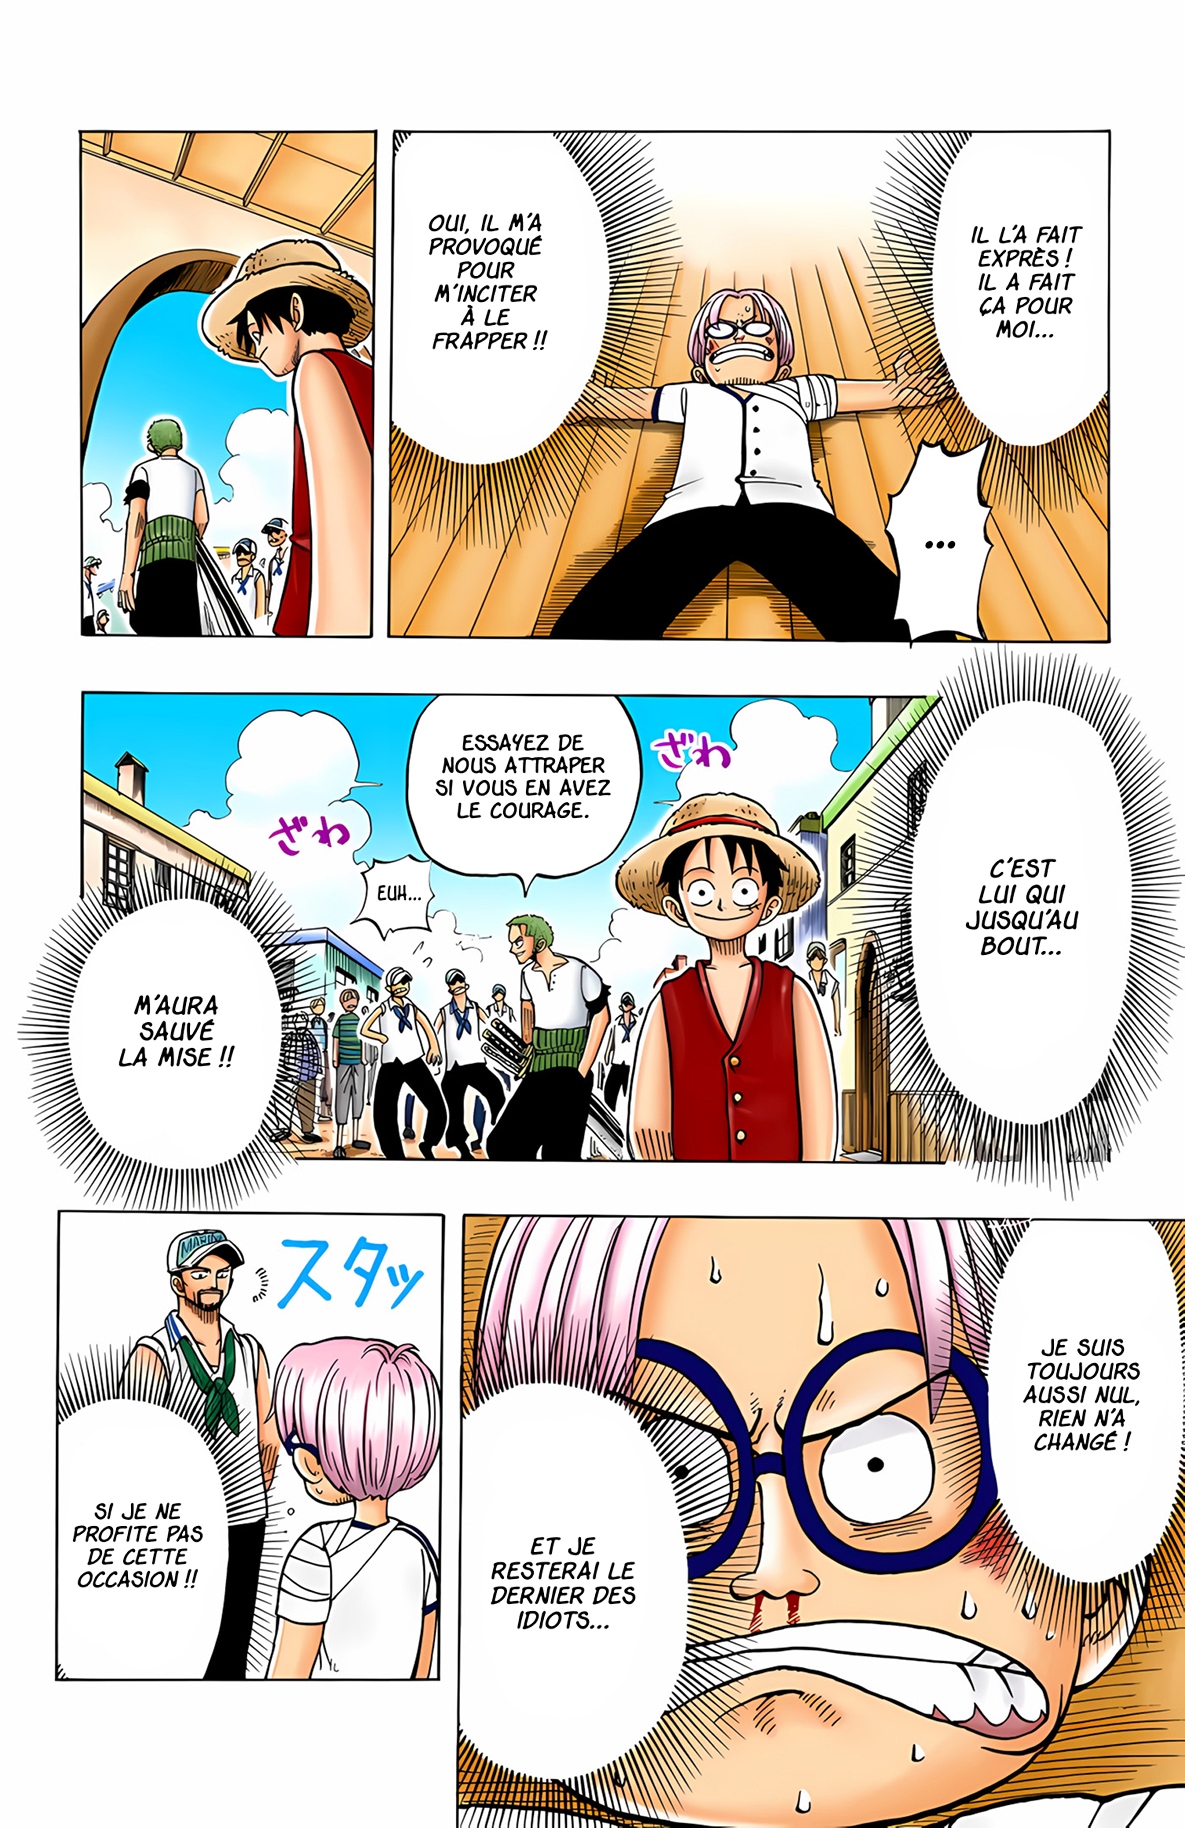 IL L'A FAIT
EXPRÈS !
IL A FAIT
ÇA POUR
MOI...
...
OUI, IL M'A
PROVOQUÉ
POUR
M'INCITER
À LE
FRAPPER !!
C'EST
LUI QUI
JUSQU'AU
BOUT...
ざわ
ESSAYEZ DE
NOUS ATTRAPER
SI VOUS EN AVEZ
LE COURAGE.
ざわ
EUH...
M'AURA
SAUVÉ
LA MISE !!
JE SUIS
TOUJOURS
AUSSI NUL,
RIEN N'A
CHANGÉ !
ET JE
RESTERAI LE
DERNIER DES
IDIOTS...
スタッ
MARINE
SI JE NE
PROFITE PAS
DE CETTE
OCCASION !!